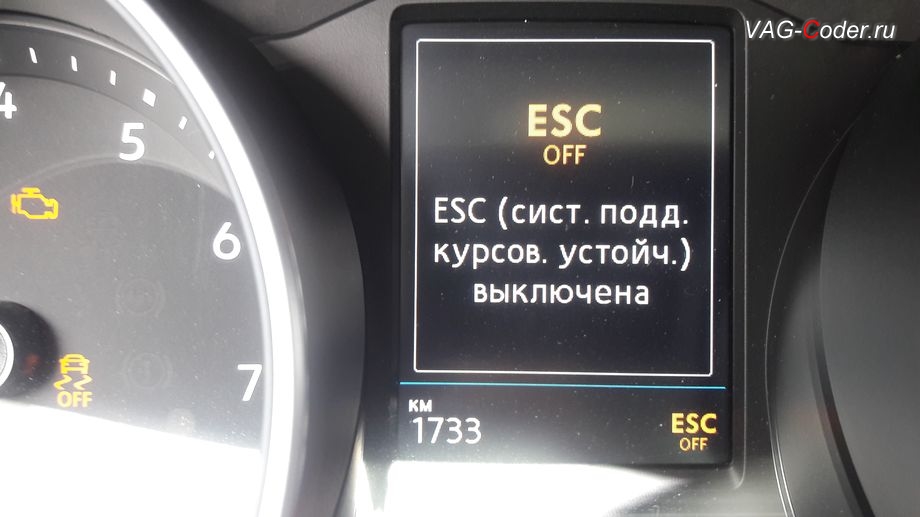 VAG-Coder.ru
4
5
6
7
OFF
ESC
OFF
ESC (сист. подд.
курсов. устойч.)
выключена
км
1733
ESC
OFF